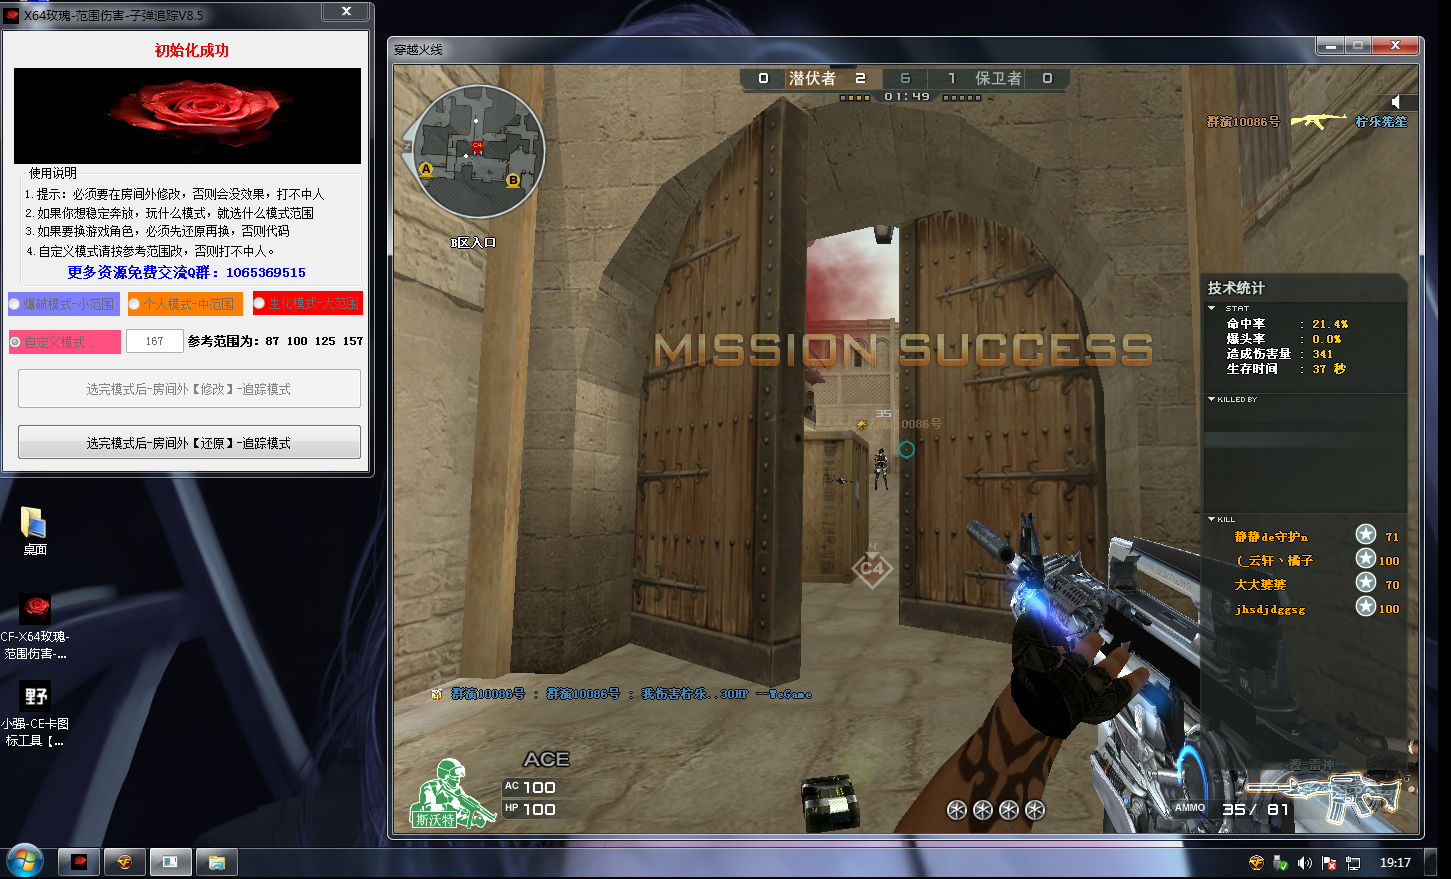 X64玫瑰-范围伤害-子弹追踪V8.5
初始化成功
使用说明
1. 提示：必须要在房间外修改，否则会没效果，打不中人
2.如果你想稳定奔放，玩什么模式，就选什么模式范围
3.如果要换游戏角色，必须先还原再换，否则代码
4.自定义模式请按参考范围改，否则打不中人。
更多资源免费交流Q群：1065369515
爆破模式-小范围
个人模式-中范围
生化模式-大范围
自定义模式
167
参考范围为：87 100 125 157
选完模式后-房间外【修改】-追踪模式
选完模式后-房间外【还原】-追踪模式
桌面
CF-X64玫瑰-
范围伤害-...
野
小强-CE卡图
标工具【...
穿越火线
0 潜伏者 2 6 1 保卫者 0
01:49
群演10086号
A
B
C4
B区入口
MISSION SUCCESS
35
0086号
C4
技术统计
STAT
命中率 : 21.4%
爆头率 : 0.0%
造成伤害量 : 341
生存时间 : 37 秒
KILLED BY
KILL
静静de守护n 71
(_云轩丶橘子 100
大大婆婆 70
jhsdjdggsg 100
群演10086号 : 群演10086号 : 我伤害柠乐..30HP --WeGame
ACE
AC 100
HP 100
斯沃特
AMMO 35/ 81
19:17